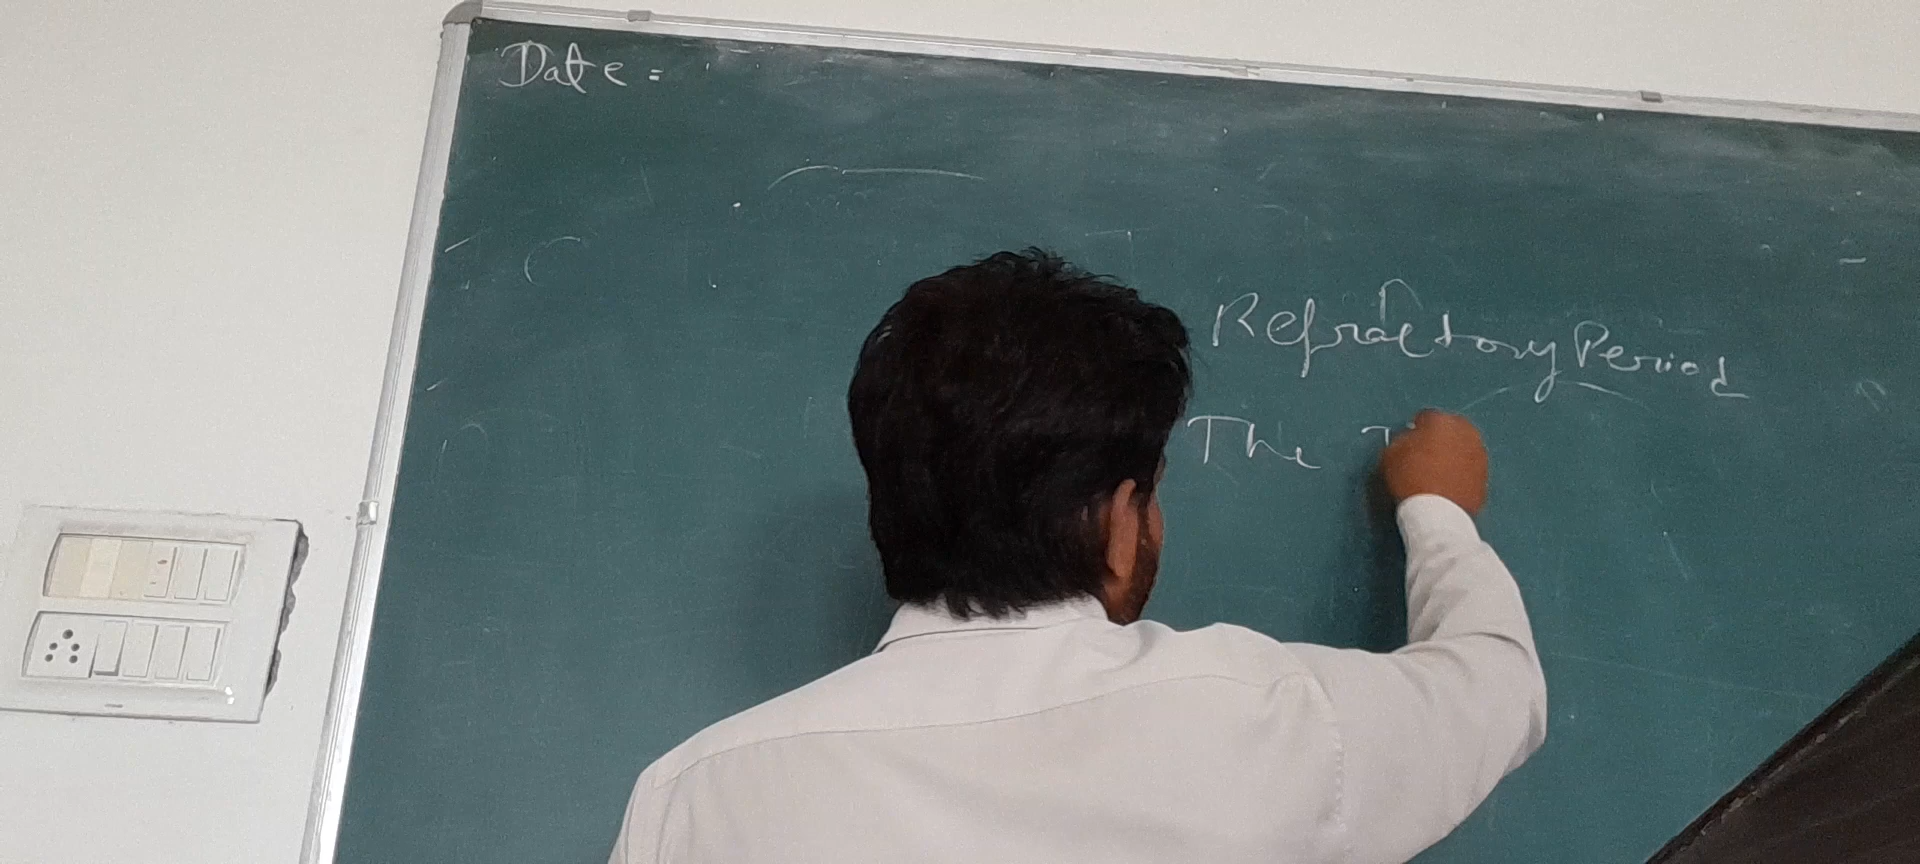 Date =
Refractory Period
The